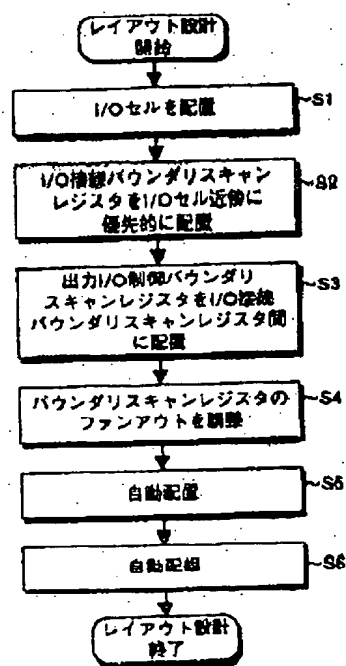 レイアウト設計
開始
I/Oセルを配置
S1
I/O接続バウンダリスキャン
レジスタをI/Oセル近傍に
優先的に配置
S2
出力I/O制御バウンダリ
スキャンレジスタをI/O接続
バウンダリスキャンレジスタ間
に配置
S3
バウンダリスキャンレジスタの
ファンアウトを調整
S4
自動配置
S5
自動配線
S6
レイアウト設計
終了